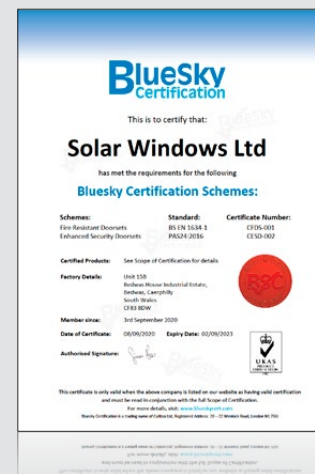 BlueSky
Certification
This is to certify that:
Solar Windows Ltd
has met the requirements for the following
Bluesky Certification Schemes:
Schemes: Standard: Certificate Number:
Fire Resistant Doorsets BS EN 1634-1 CFDS-001
Enhanced Security Doorsets PAS24:2016 CESD-002
Certified Products: See Scope of Certification for details
Factory Details: Unit 15B
Bedwas House Industrial Estate,
Bedwas, Caerphilly
South Wales
CF83 8DW
BSC
Member since: 3rd September 2020
Date of Certificate: 08/09/2020 Expiry Date: 02/09/2023
Authorised Signature:
UKAS
This certificate is only valid when the above company is listed on our website as having valid certification
and must be read in conjunction with the full Scope of Certification.
For more details, visit: www.blueskycert.com